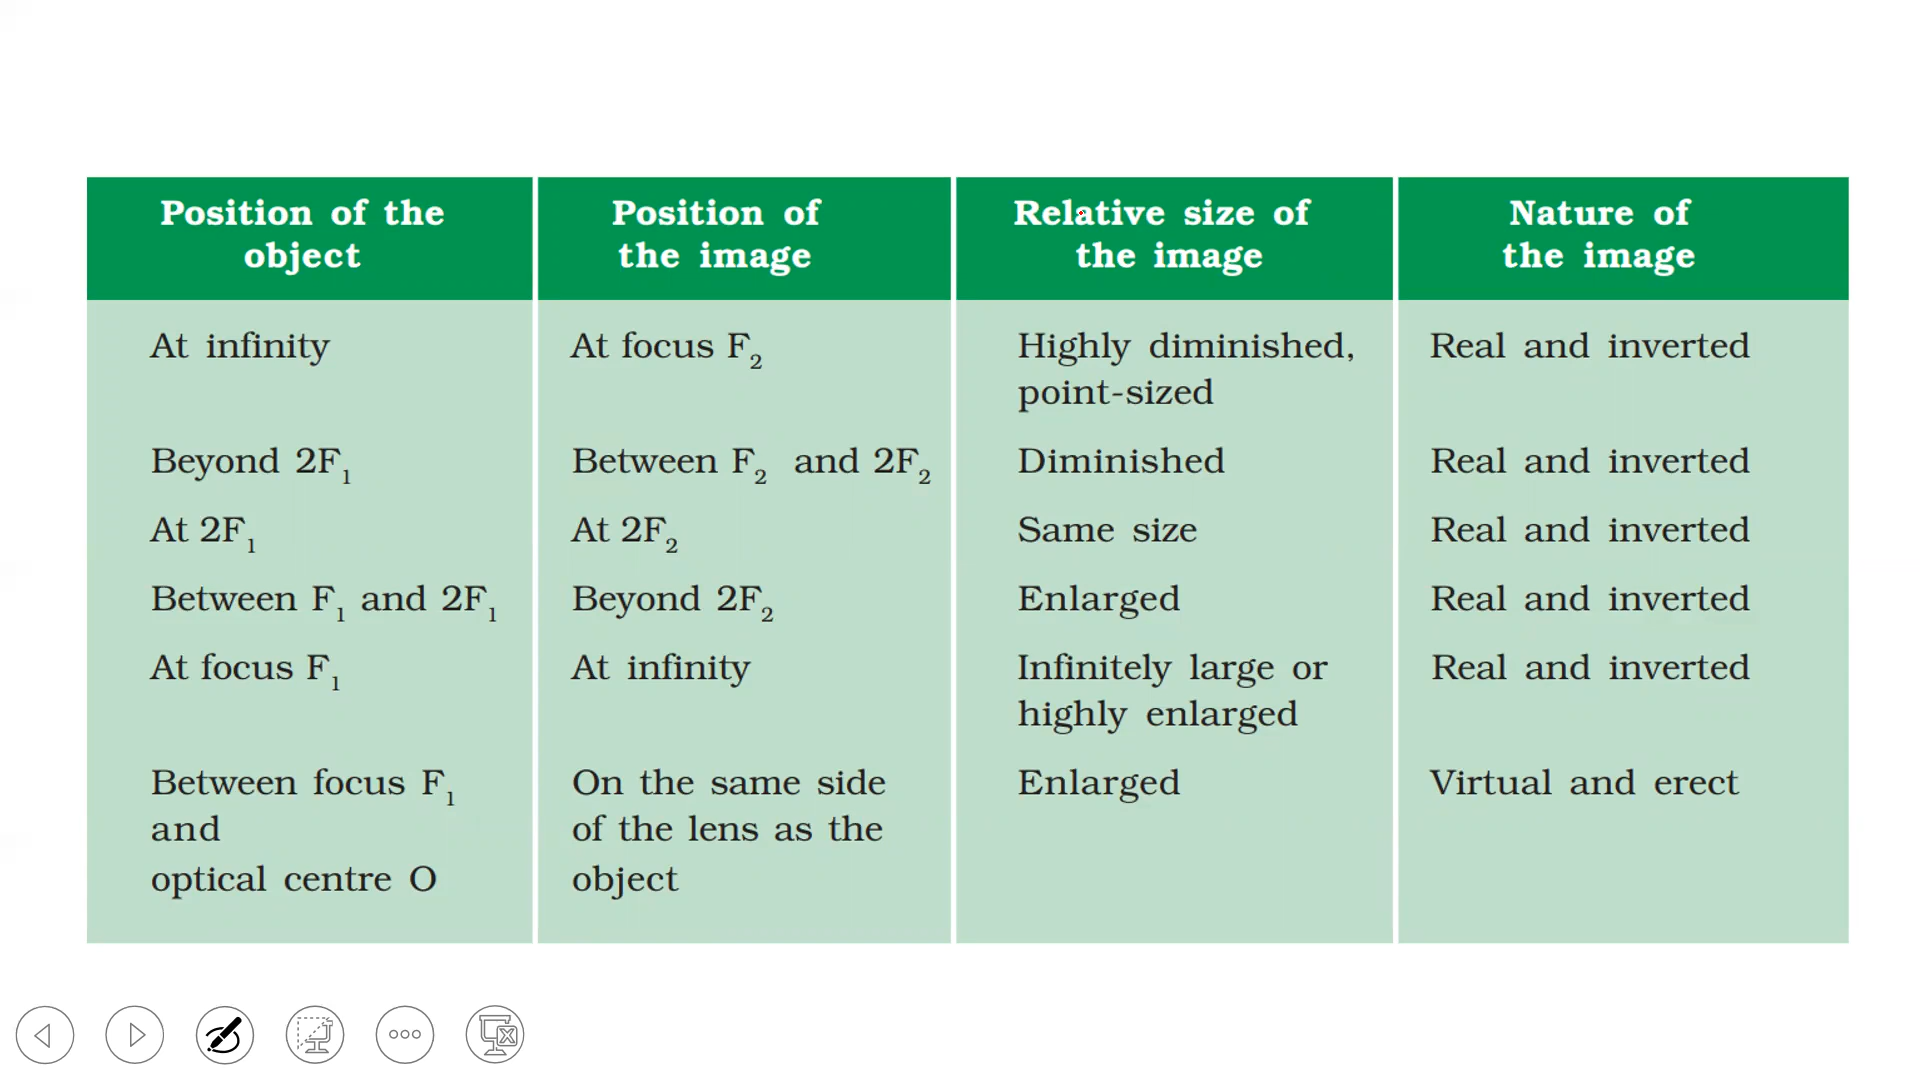 Position of the object | Position of the image | Relative size of the image | Nature of the image
At infinity | At focus F₂ | Highly diminished, point-sized | Real and inverted
Beyond 2F₁ | Between F₂ and 2F₂ | Diminished | Real and inverted
At 2F₁ | At 2F₂ | Same size | Real and inverted
Between F₁ and 2F₁ | Beyond 2F₂ | Enlarged | Real and inverted
At focus F₁ | At infinity | Infinitely large or highly enlarged | Real and inverted
Between focus F₁ and optical centre O | On the same side of the lens as the object | Enlarged | Virtual and erect